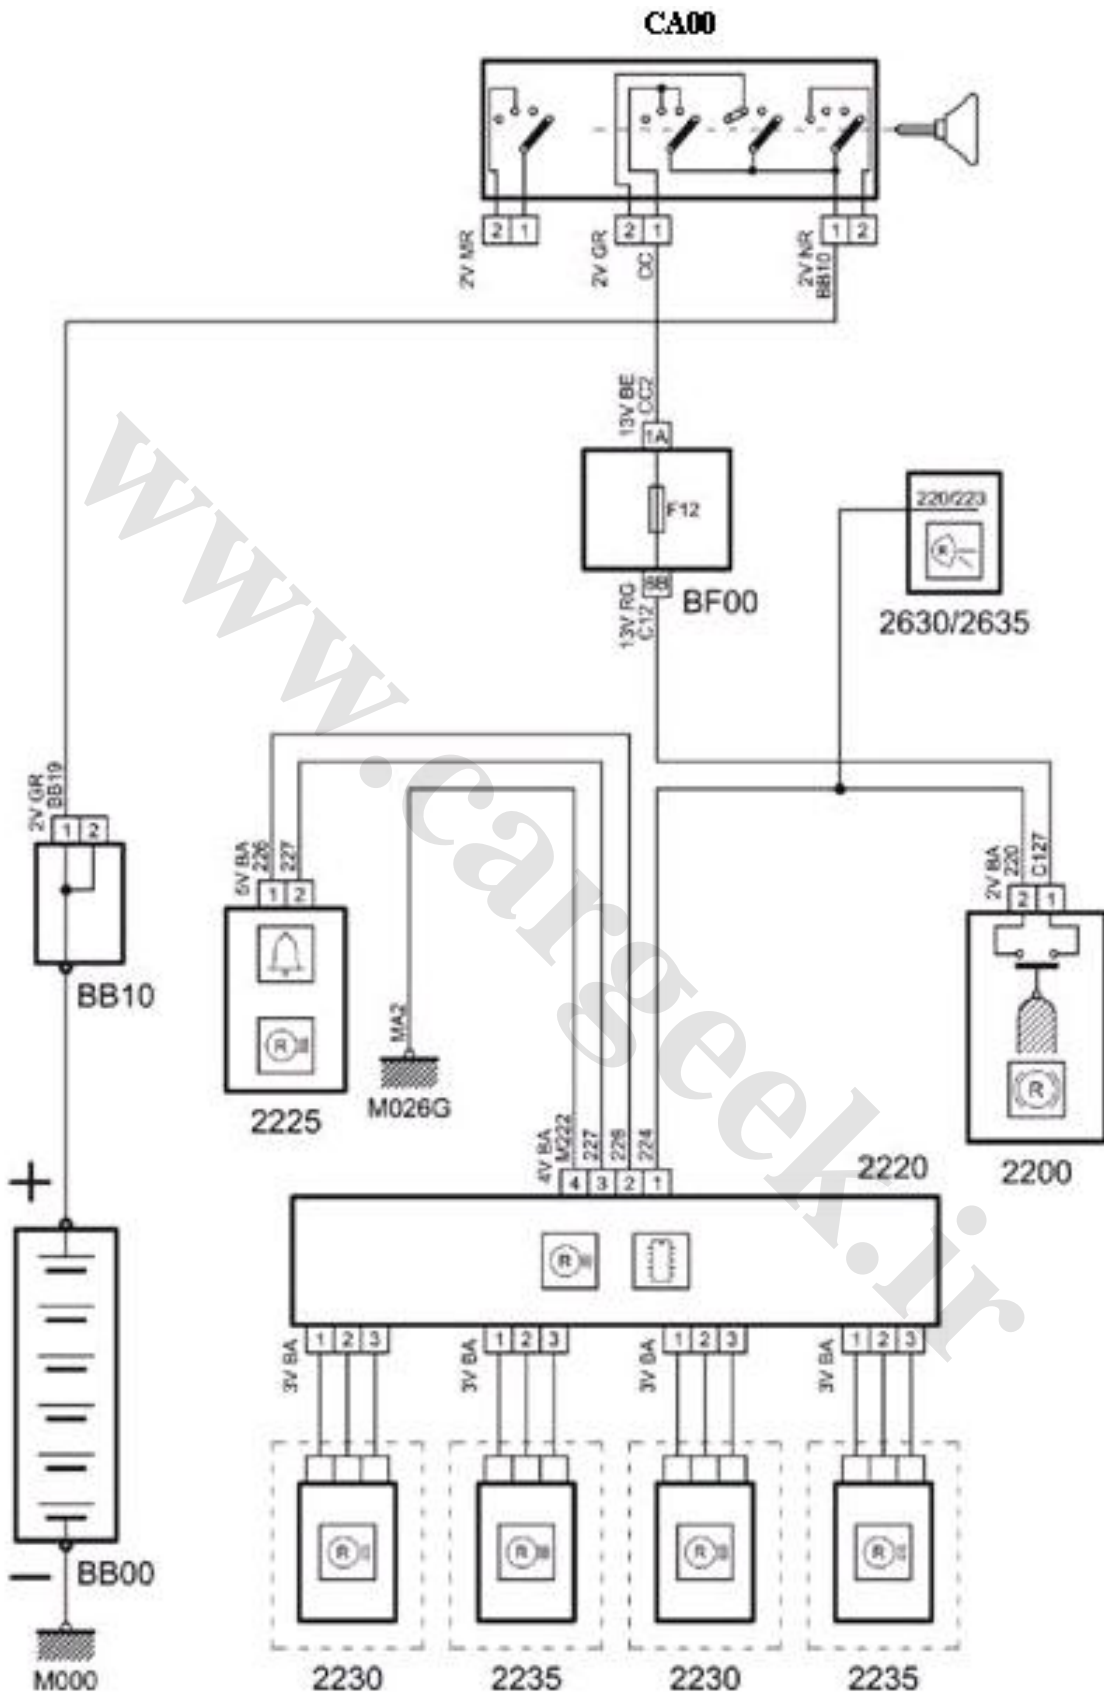 CA00
2 1
2 1
1 2
2V MR
2V GR
CC
2V NR
BB10
13V BE
CC2
1A
F12
BF00
13V RG
C12
220/223
R
2630/2635
2V GR
BB19
1 2
BB10
6V BA
226
227
1 2
R
2225
MA2
M026G
2V BA
220
C127
2 1
R
2200
4V BA
M222
227
226
224
4 3 2 1
2220
R
3V BA
1 2 3
3V BA
1 2 3
3V BA
1 2 3
3V BA
1 2 3
R
R
R
R
2230
2235
2230
2235
+
BB00
−
M000
www.cargeek.ir